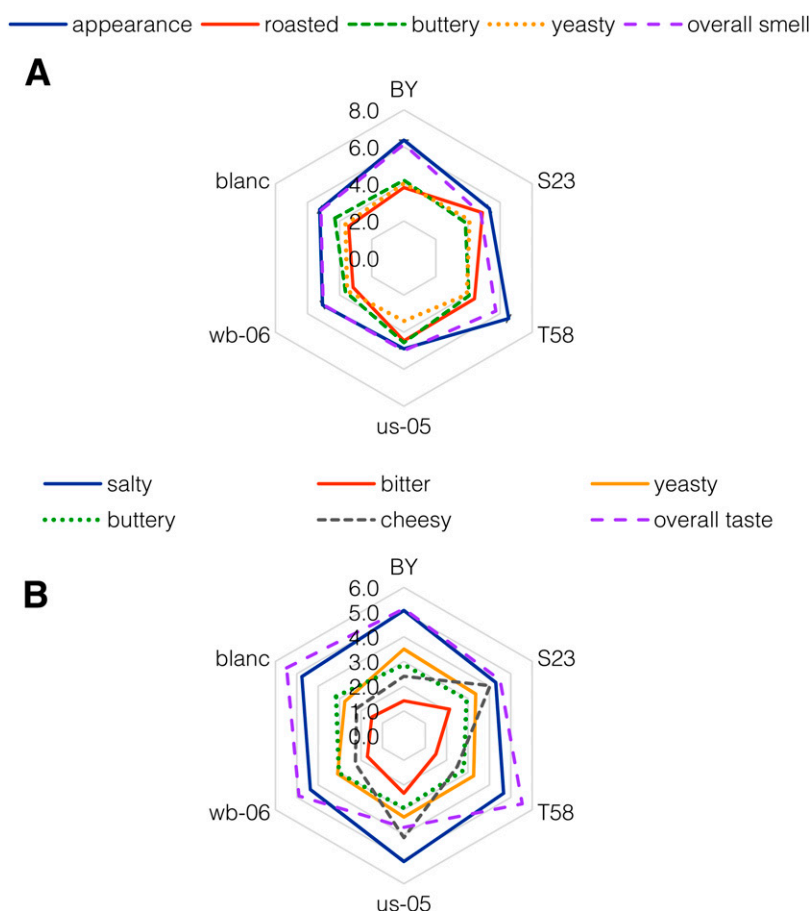 appearance roasted buttery yeasty overall smell
A
BY
8.0
6.0
blanc S23
4.0
2.0
0.0
wb-06 T58
us-05
salty bitter yeasty
buttery cheesy overall taste
BY
B
6.0
5.0
4.0
blanc S23
3.0
2.0
1.0
0.0
wb-06 T58
us-05